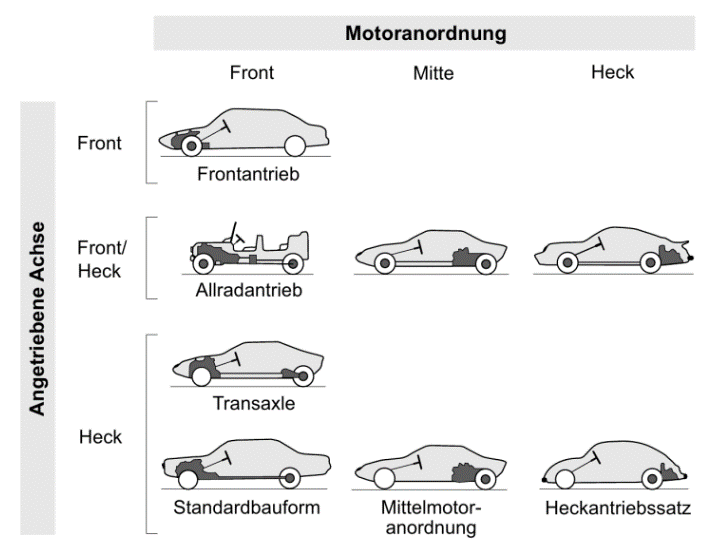 Motoranordnung
Front Mitte Heck
Angetriebene Achse
Front
Frontantrieb
Front/
Heck
Allradantrieb
Heck
Transaxle
Standardbauform
Mittelmotor-
anordnung
Heckantriebssatz